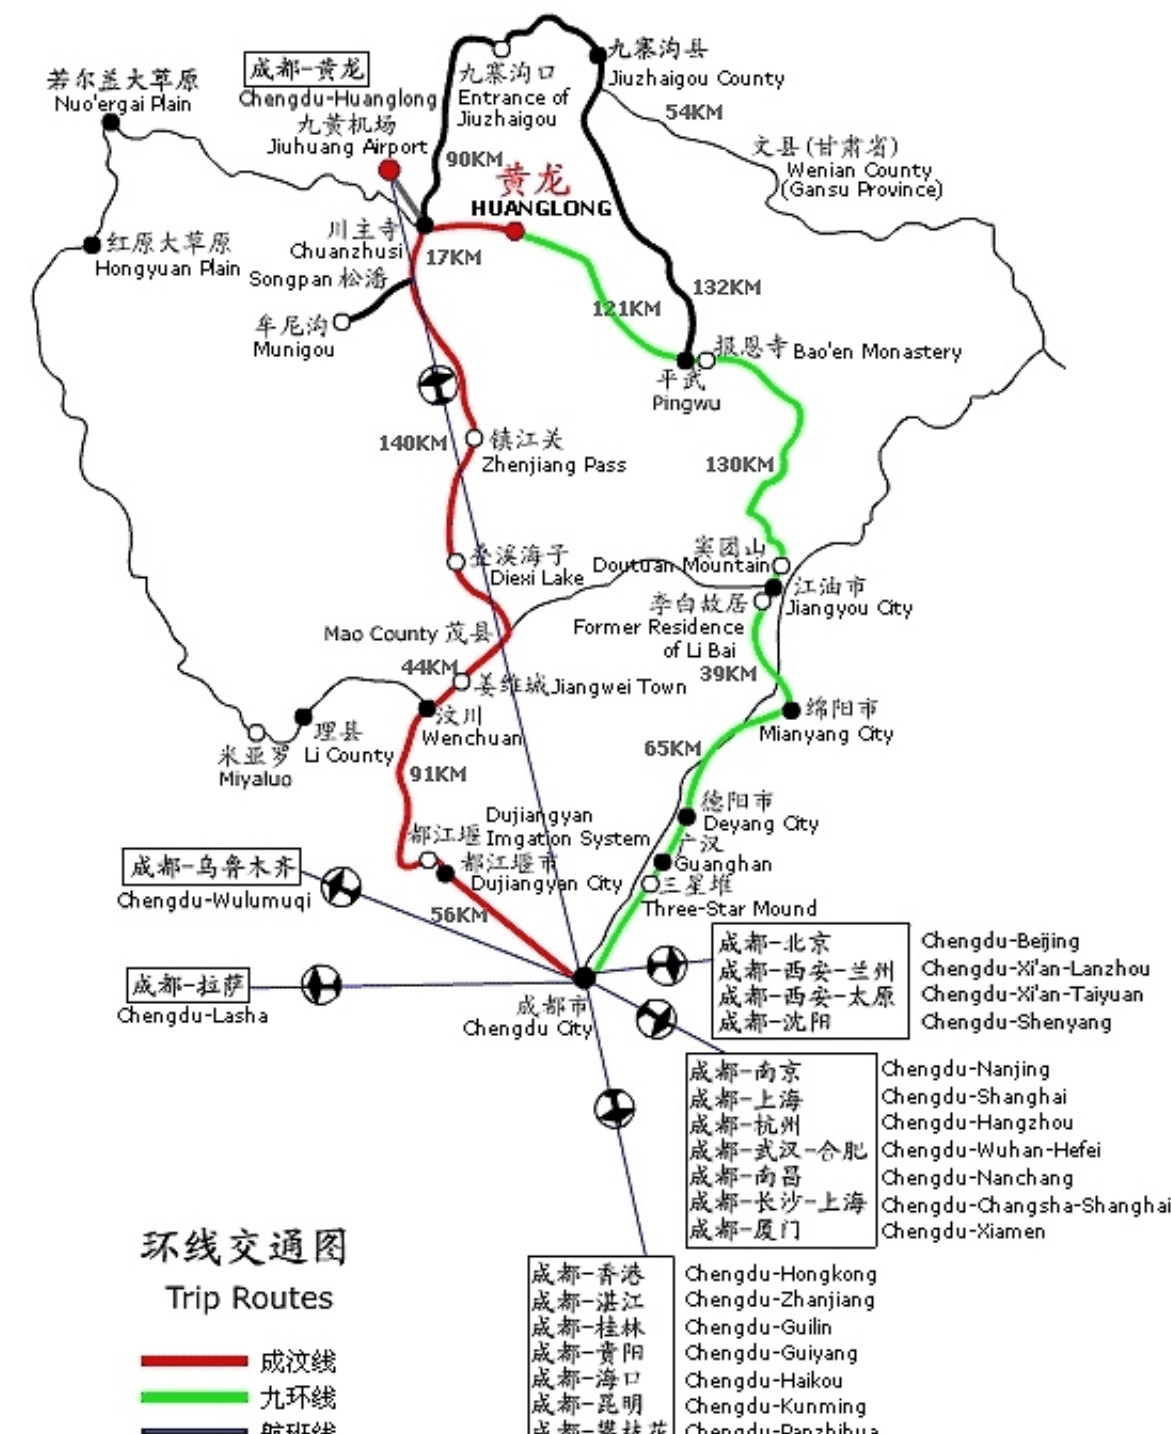 若尔盖大草原
Nuo'ergai Plain
成都-黄龙
Chengdu-Huanglong
九黄机场
Jiuhuang Airport
九寨沟口
Entrance of
Jiuzhaigou
九寨沟县
Jiuzhaigou County
54KM
文县(甘肃省)
Wenian County
(Gansu Province)
90KM
黄龙
HUANGLONG
川主寺
Chuanzhusi
17KM
红原大草原
Hongyuan Plain
Songpan 松潘
牟尼沟
Munigou
121KM
132KM
报恩寺 Bao'en Monastery
平武
Pingwu
140KM
镇江关
Zhenjiang Pass
130KM
叠溪海子
Diexi Lake
窦团山
Doutuan Mountain
江油市
Jiangyou City
李白故居
Former Residence
of Li Bai
Mao County 茂县
44KM
姜维城 Jiangwei Town
39KM
汶川
Wenchuan
绵阳市
Mianyang City
理县
Li County
米亚罗
Miyaluo
65KM
91KM
德阳市
Deyang City
都江堰
Dujiangyan
Imgation System
广汉
Guanghan
都江堰市
Dujiangyan City
三星堆
Three-Star Mound
56KM
成都-乌鲁木齐
Chengdu-Wulumuqi
成都-拉萨
Chengdu-Lasha
成都市
Chengdu City
成都-北京 Chengdu-Beijing
成都-西安-兰州 Chengdu-Xi'an-Lanzhou
成都-西安-太原 Chengdu-Xi'an-Taiyuan
成都-沈阳 Chengdu-Shenyang
成都-南京 Chengdu-Nanjing
成都-上海 Chengdu-Shanghai
成都-杭州 Chengdu-Hangzhou
成都-武汉-合肥 Chengdu-Wuhan-Hefei
成都-南昌 Chengdu-Nanchang
成都-长沙-上海 Chengdu-Changsha-Shanghai
成都-厦门 Chengdu-Xiamen
成都-香港 Chengdu-Hongkong
成都-湛江 Chengdu-Zhanjiang
成都-桂林 Chengdu-Guilin
成都-贵阳 Chengdu-Guiyang
成都-海口 Chengdu-Haikou
成都-昆明 Chengdu-Kunming
成都-攀枝花 Chengdu-Panzhihua
环线交通图
Trip Routes
成汶线
九环线
航班线